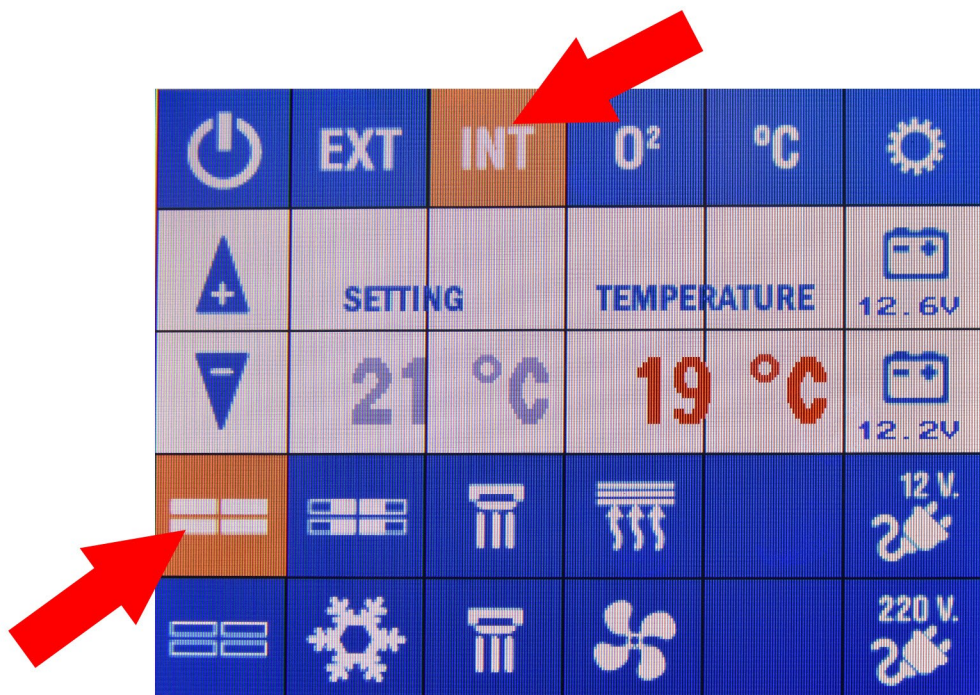 EXT INT O² °C
SETTING TEMPERATURE 12.6V
21 °C 19 °C 12.2V
12 V.
220 V.